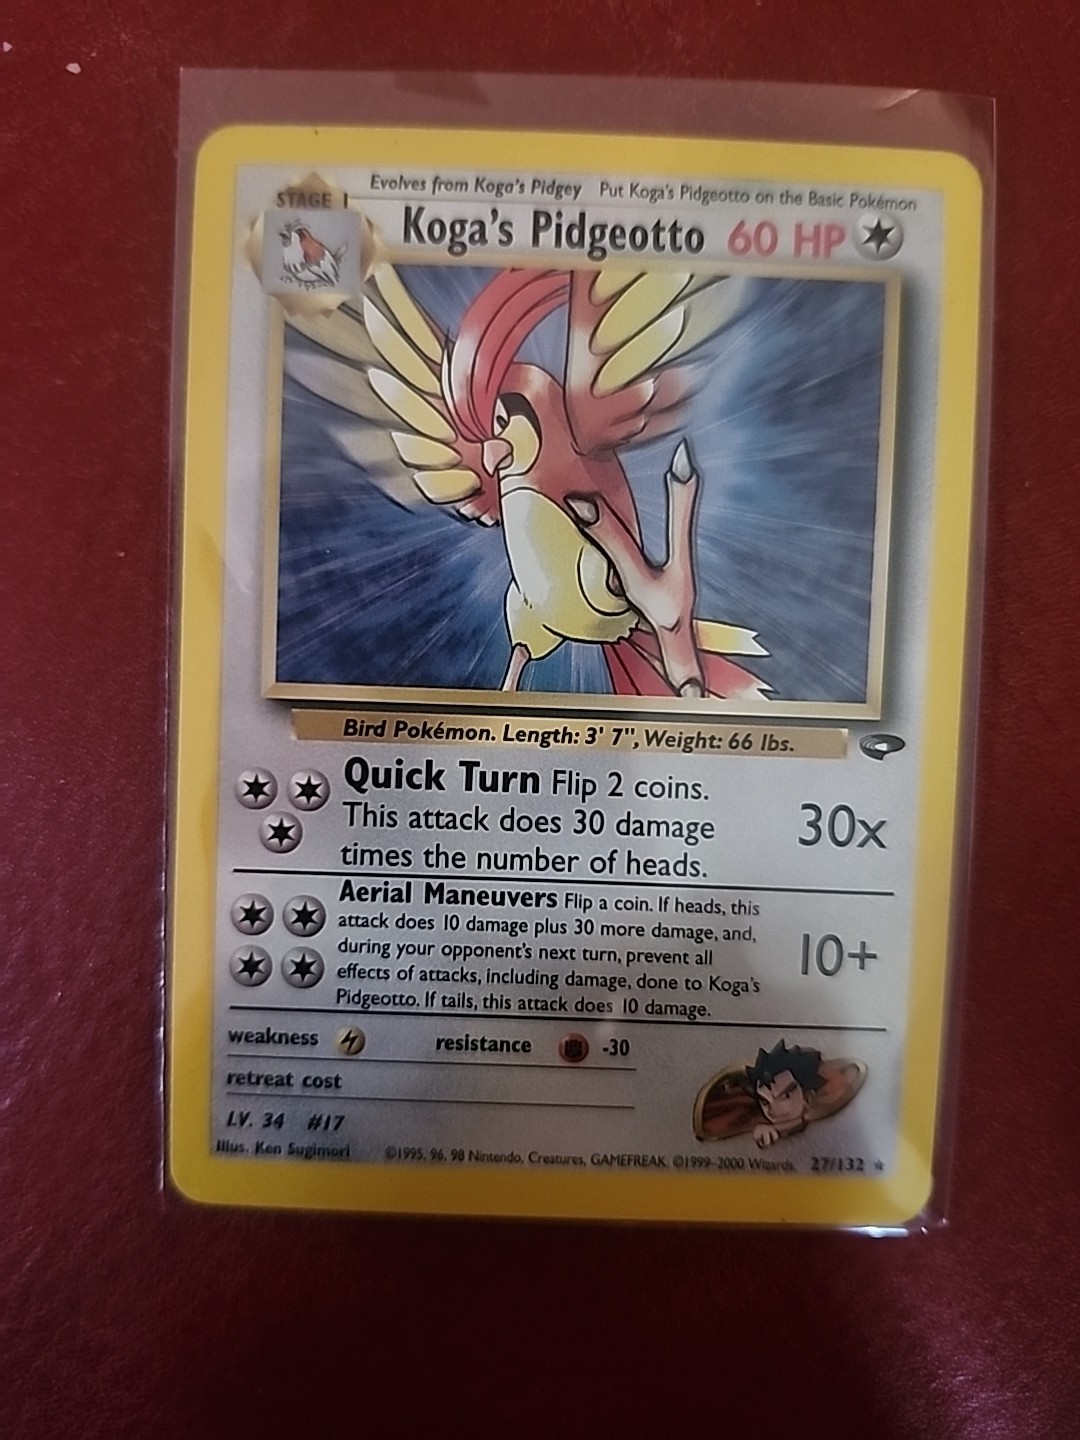 Evolves from Koga's Pidgey Put Koga's Pidgeotto on the Basic Pokémon
STAGE 1
Koga's Pidgeotto 60 HP
Bird Pokémon. Length: 3' 7", Weight: 66 lbs.
Quick Turn Flip 2 coins.
This attack does 30 damage
times the number of heads.
30x
Aerial Maneuvers Flip a coin. If heads, this
attack does 10 damage plus 30 more damage, and,
during your opponent's next turn, prevent all
effects of attacks, including damage, done to Koga's
Pidgeotto. If tails, this attack does 10 damage.
10+
weakness resistance -30
retreat cost
LV. 34 #17
Illus. Ken Sugimori ©1995, 96, 98 Nintendo, Creatures, GAMEFREAK. ©1999-2000 Wizards. 27/132 ★